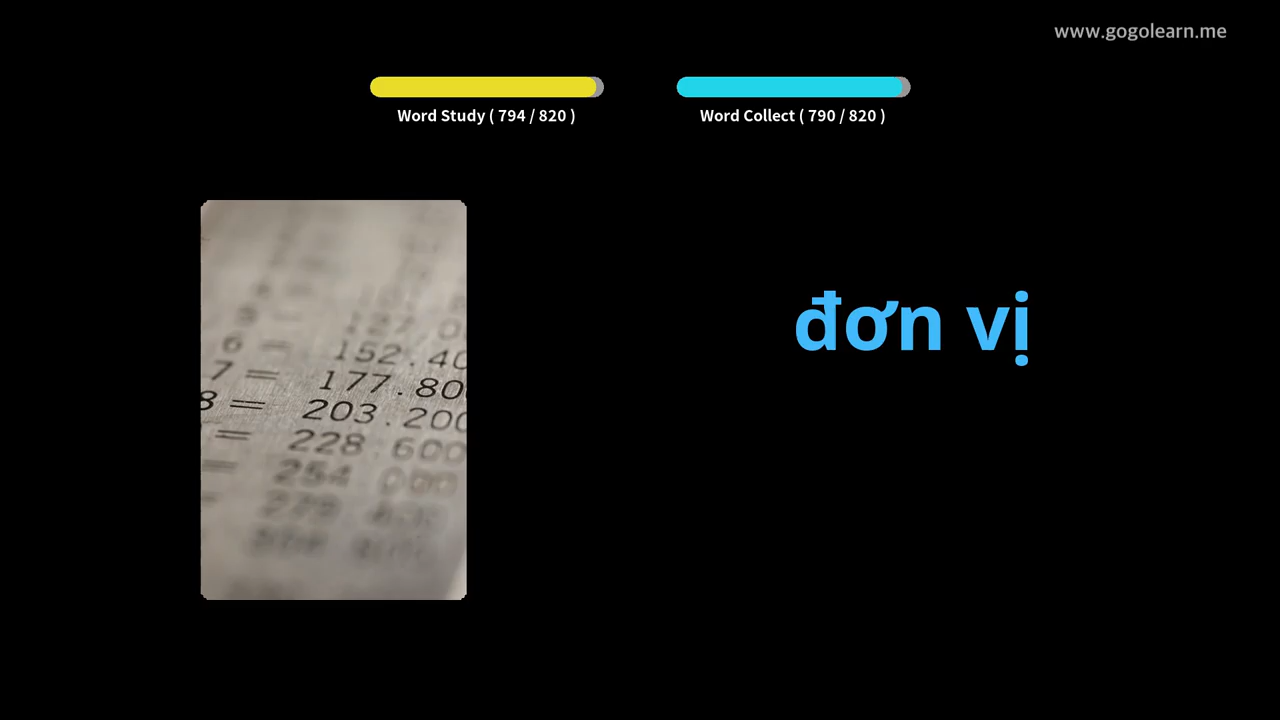 www.gogolearn.me
Word Study ( 794 / 820 )
Word Collect ( 790 / 820 )
đơn vị
6 = 152.40
7 = 177.80
8 = 203.200
= 228.600
= 254 000